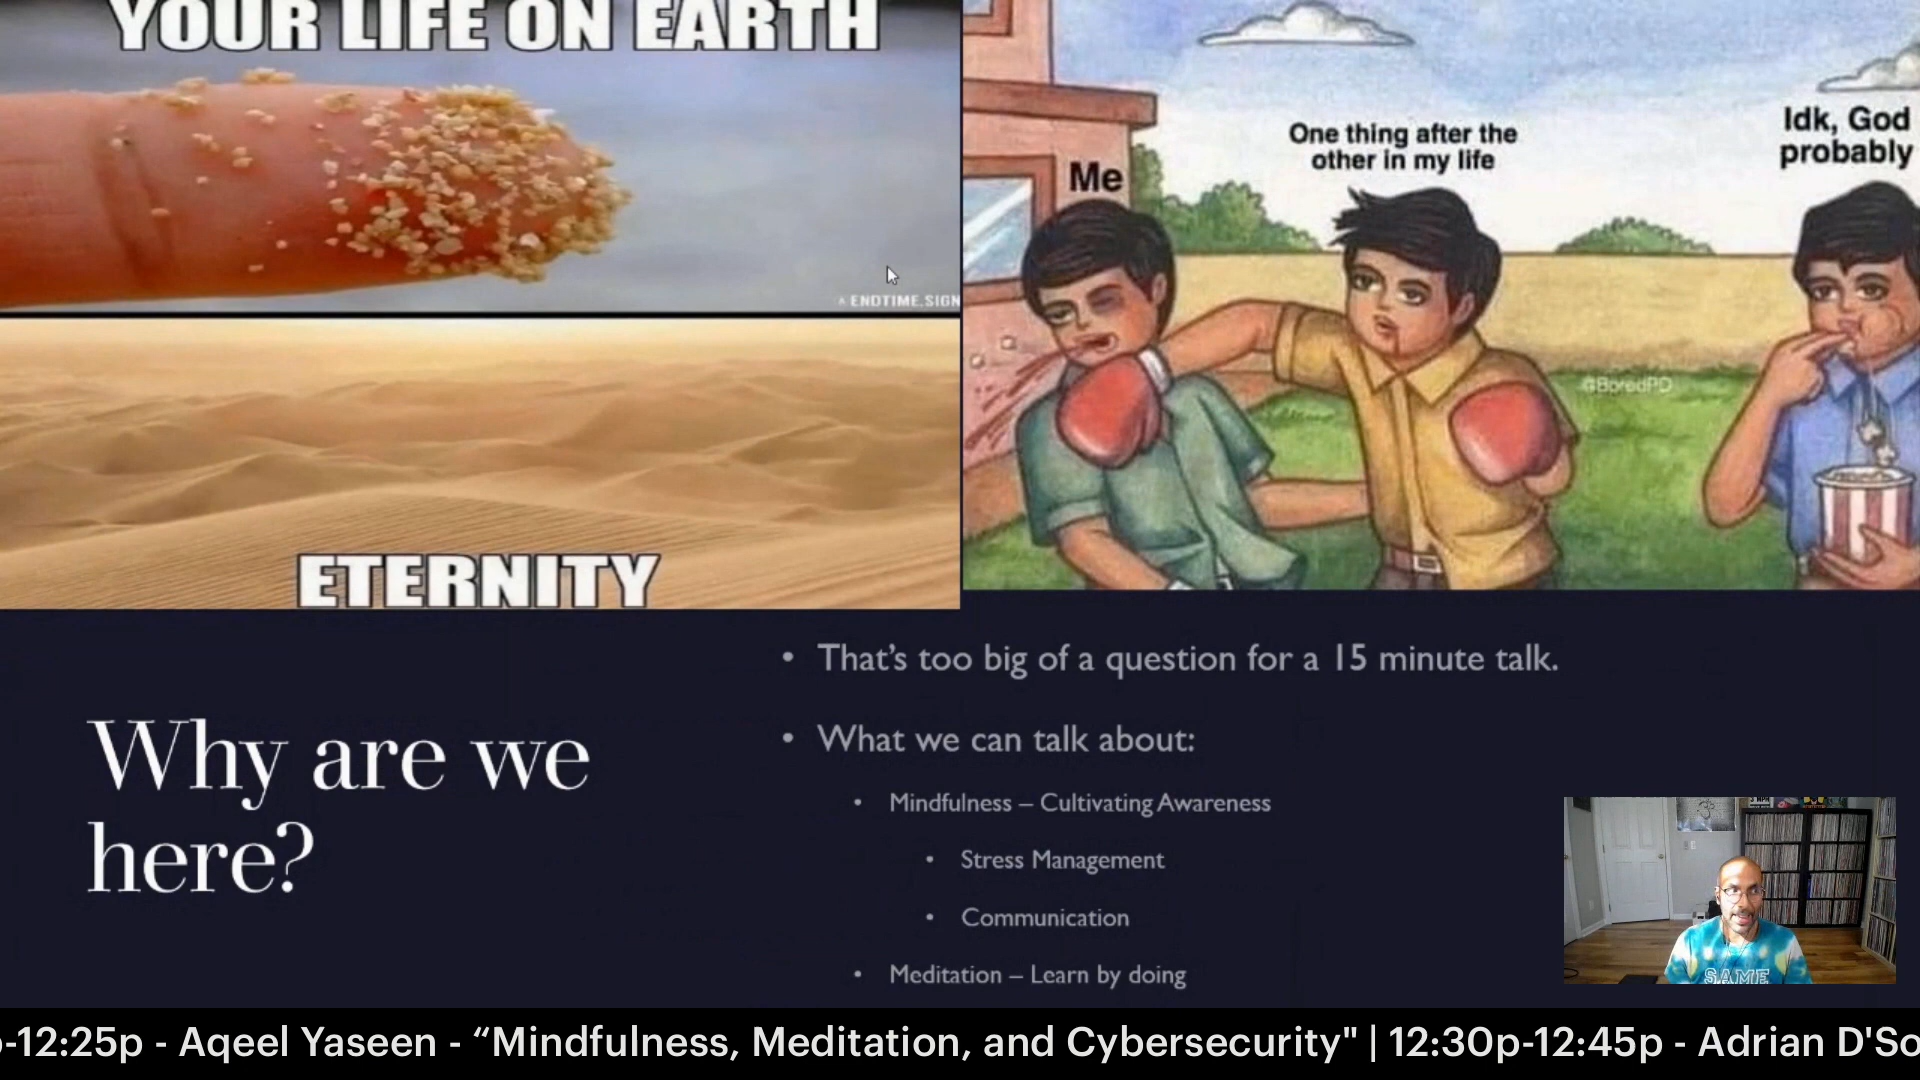 YOUR LIFE ON EARTH
ENDTIME.SIGN
ETERNITY
Me
One thing after the
other in my life
Idk, God
probably
@BoredPD
Why are we
here?
• That’s too big of a question for a 15 minute talk.
• What we can talk about:
• Mindfulness – Cultivating Awareness
• Stress Management
• Communication
• Meditation – Learn by doing
SAME
-12:25p - Aqeel Yaseen - “Mindfulness, Meditation, and Cybersecurity" | 12:30p-12:45p - Adrian D'So